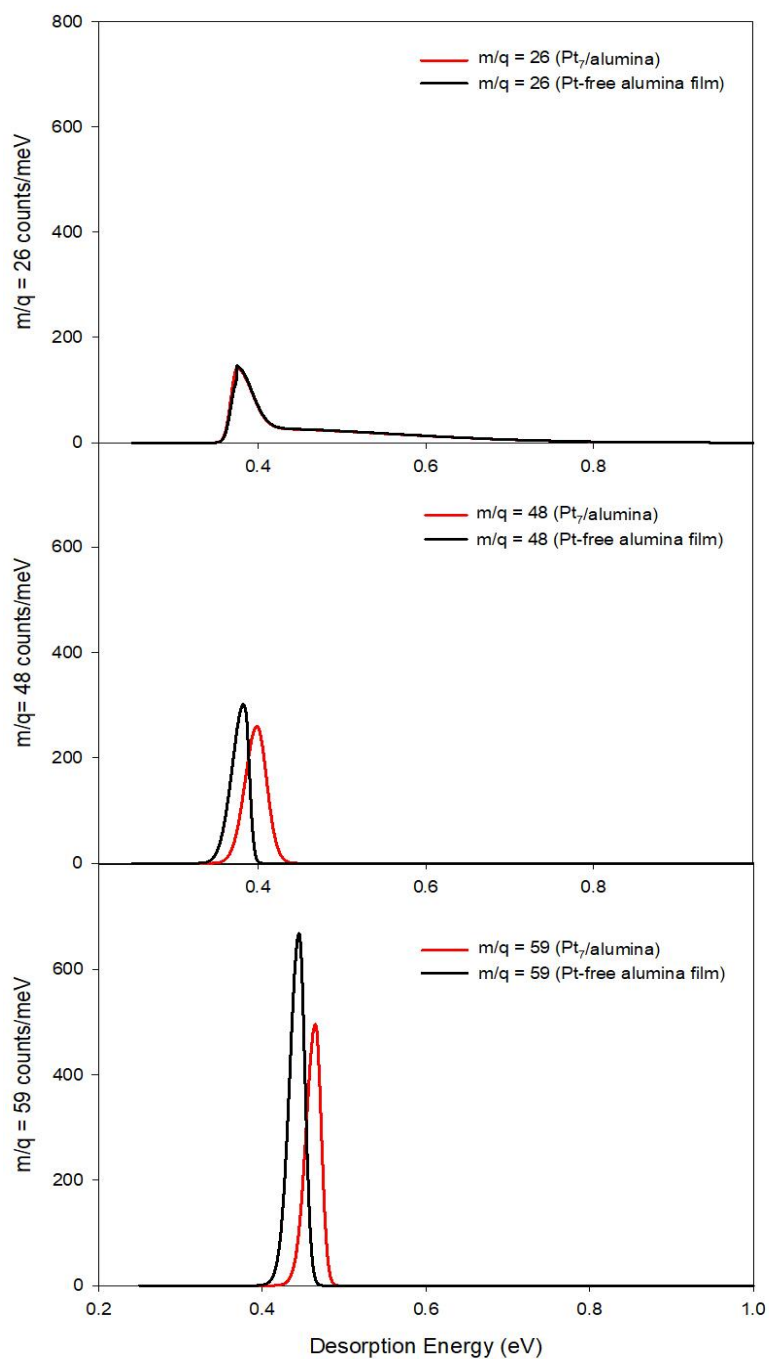 800
m/q = 26 (Pt₇/alumina)
m/q = 26 (Pt-free alumina film)
600
400
200
0
m/q = 26 counts/meV
0.4
0.6
0.8
m/q = 48 (Pt₇/alumina)
m/q = 48 (Pt-free alumina film)
600
400
200
0
m/q= 48 counts/meV
0.4
0.6
0.8
m/q = 59 (Pt₇/alumina)
m/q = 59 (Pt-free alumina film)
600
400
200
0
m/q = 59 counts/meV
0.2
0.4
0.6
0.8
1.0
Desorption Energy (eV)